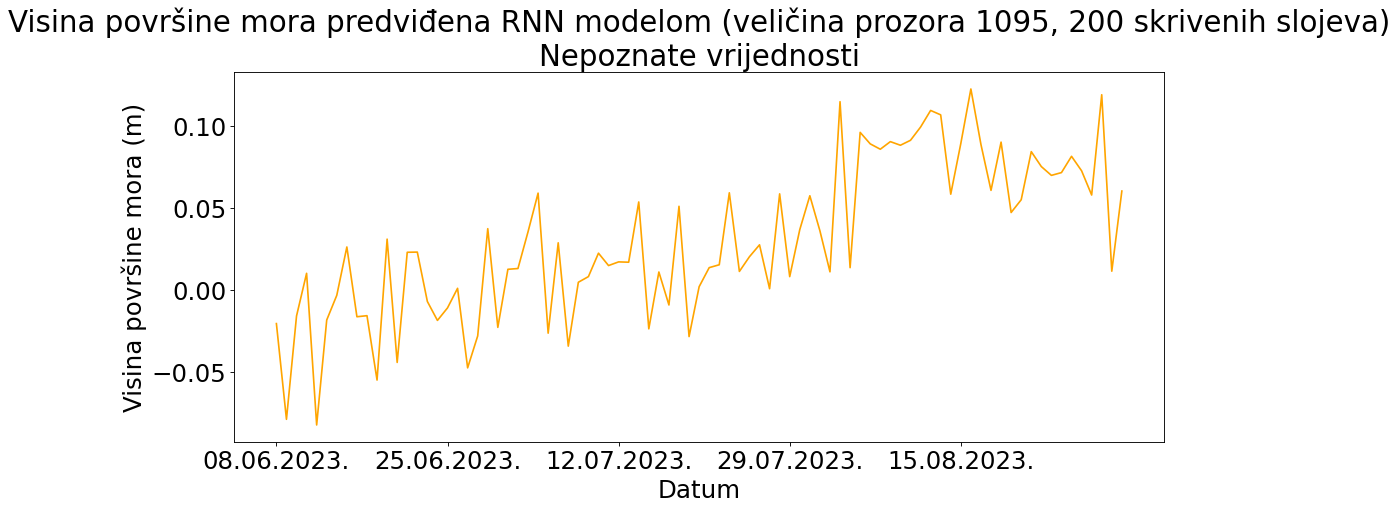 Visina površine mora predviđena RNN modelom (veličina prozora 1095, 200 skrivenih slojeva)
Nepoznate vrijednosti
Visina površine mora (m)
0.10
0.05
0.00
−0.05
08.06.2023. 25.06.2023. 12.07.2023. 29.07.2023. 15.08.2023.
Datum